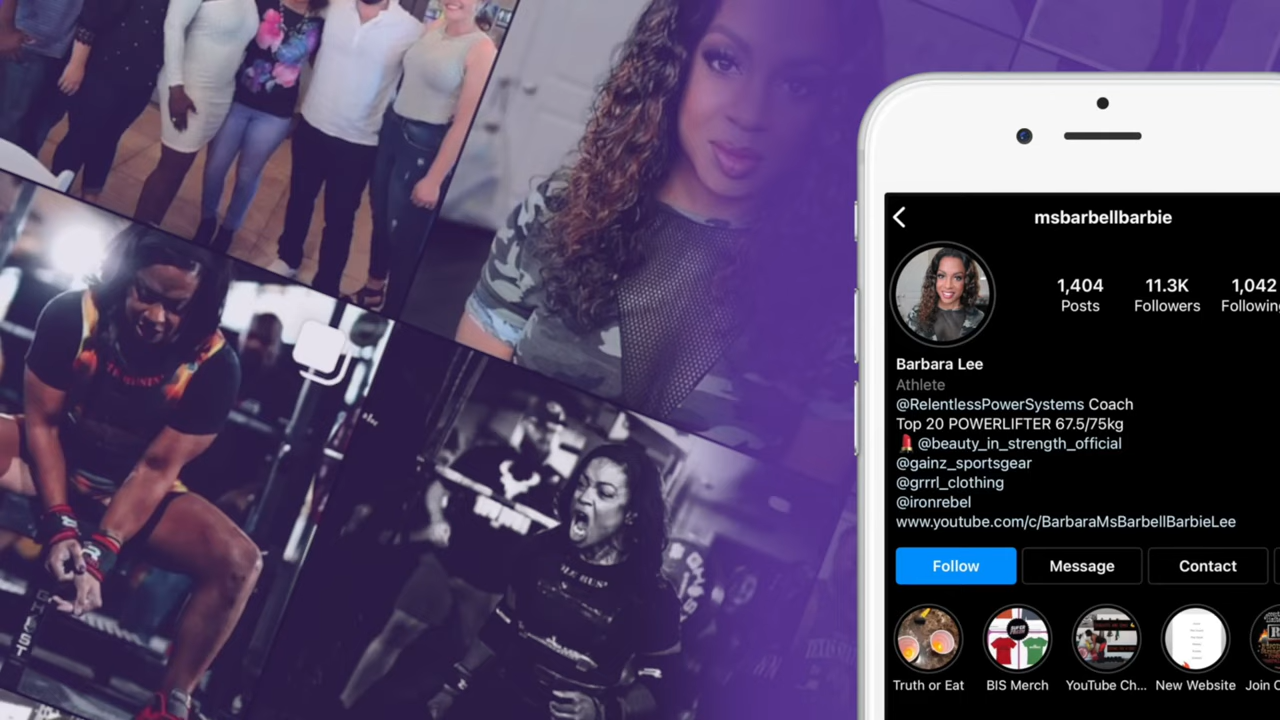 msbarbellbarbie
1,404
Posts
11.3K
Followers
1,042
Following
Barbara Lee
Athlete
@RelentlessPowerSystems Coach
Top 20 POWERLIFTER 67.5/75kg
💄 @beauty_in_strength_official
@gainz_sportsgear
@grrrl_clothing
@ironrebel
www.youtube.com/c/BarbaraMsBarbellBarbieLee
Follow
Message
Contact
Truth or Eat
BIS Merch
YouTube Ch...
New Website
Join